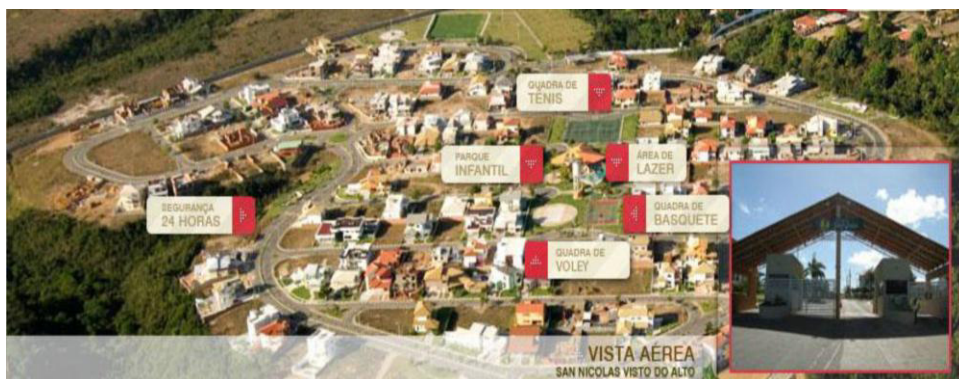 QUADRA DE
TÊNIS
PARQUE
INFANTIL
ÁREA DE
LAZER
SEGURANÇA
24 HORAS
QUADRA DE
BASQUETE
QUADRA DE
VOLEY
VISTA AÉREA
SAN NICOLAS VISTO DO ALTO